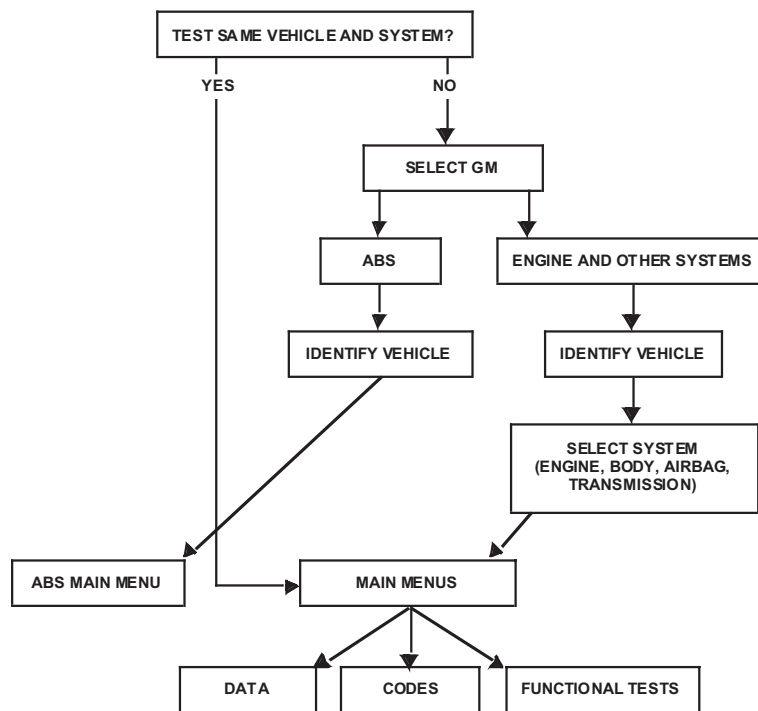 TEST SAME VEHICLE AND SYSTEM?
YES
NO
SELECT GM
ABS
ENGINE AND OTHER SYSTEMS
IDENTIFY VEHICLE
IDENTIFY VEHICLE
SELECT SYSTEM
(ENGINE, BODY, AIRBAG,
TRANSMISSION)
ABS MAIN MENU
MAIN MENUS
DATA
CODES
FUNCTIONAL TESTS